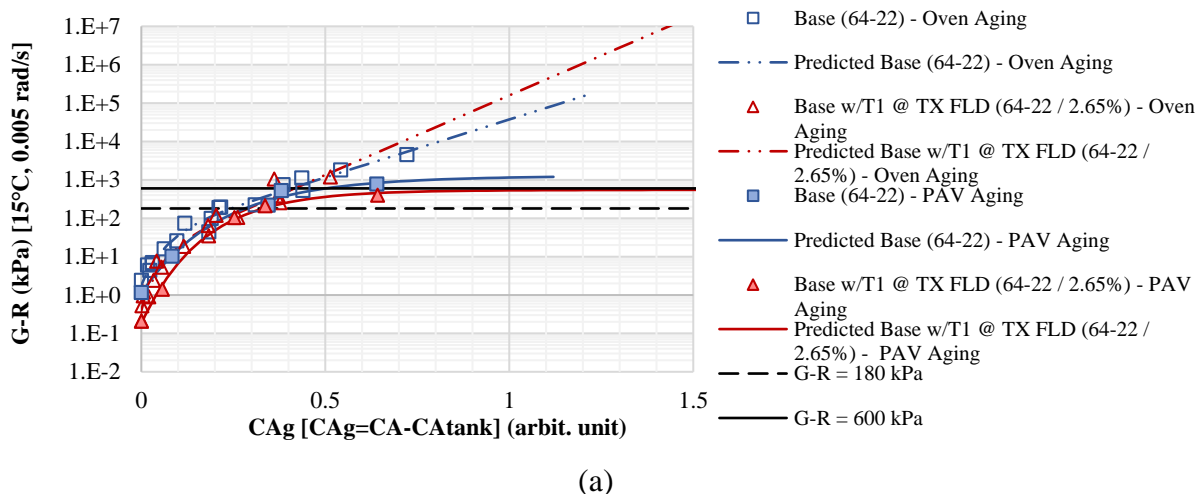 G-R (kPa) [15°C, 0.005 rad/s]
1.E+7
1.E+6
1.E+5
1.E+4
1.E+3
1.E+2
1.E+1
1.E+0
1.E-1
1.E-2
0
0.5
1
1.5
CAg [CAg=CA-CAtank] (arbit. unit)
Base (64-22) - Oven Aging
Predicted Base (64-22) - Oven Aging
Base w/T1 @ TX FLD (64-22 / 2.65%) - Oven
Aging
Predicted Base w/T1 @ TX FLD (64-22 /
2.65%) - Oven Aging
Base (64-22) - PAV Aging
Predicted Base (64-22) - PAV Aging
Base w/T1 @ TX FLD (64-22 / 2.65%) - PAV
Aging
Predicted Base w/T1 @ TX FLD (64-22 /
2.65%) -  PAV Aging
G-R = 180 kPa
G-R = 600 kPa
(a)